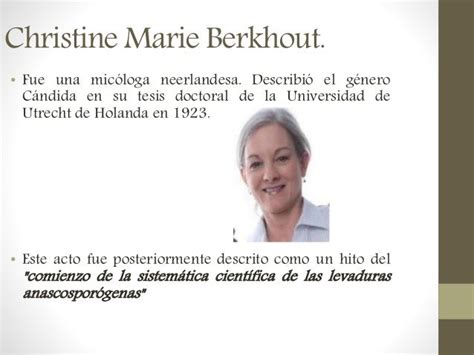 Christine Marie Berkhout.
• Fue una micóloga neerlandesa. Describió el género
Cándida en su tesis doctoral de la Universidad de
Utrecht de Holanda en 1923.
• Este acto fue posteriormente descrito como un hito del
"comienzo de la sistemática científica de las levaduras
anascosporógenas"